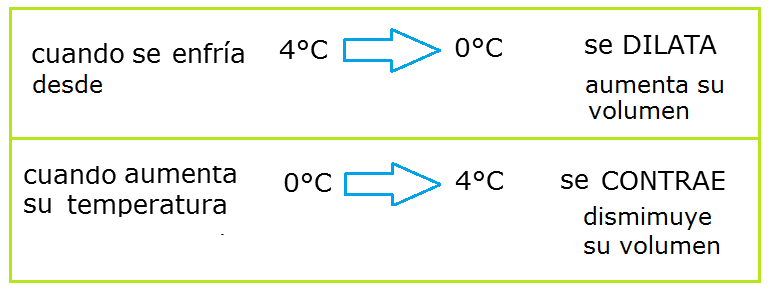 cuando se enfría 4°C 0°C se DILATA
desde aumenta su
volumen
cuando aumenta 0°C 4°C se CONTRAE
su temperatura dismimuye
su volumen